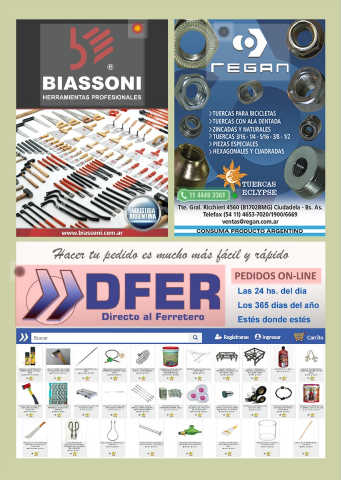 BIASSONI
HERRAMIENTAS PROFESIONALES
INDUSTRIA
ARGENTINA
www.biassoni.com.ar
REGAN
TUERCAS PARA BICICLETAS
TUERCAS CON ALA DENTADA
ZINCADAS Y NATURALES
TUERCAS 3/16 - 1/4 - 5/16 - 3/8 - 1/2
PIEZAS ESPECIALES
HEXAGONALES Y CUADRADAS
TUERCAS
ECLYPSE
Tte. Gral. Ricchieri 4560 (B1702BMG) Ciudadela - Bs. As.
Telefax (54 11) 4653-7020/1900/6669
ventas@regan.com.ar
CONSUMA PRODUCTO ARGENTINO
Hacer tu pedido es mucho más fácil y rápido
DFER
Directo al Ferretero
PEDIDOS ON-LINE
Las 24 hs. del día
Los 365 días del año
Estés donde estés
Buscar
Registrarse
Ingresar
Carrito